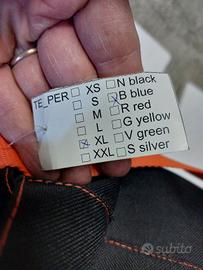 XS N black
TE_PER S B blue
M R red
L G yellow
XL V green
XXL S silver
subito